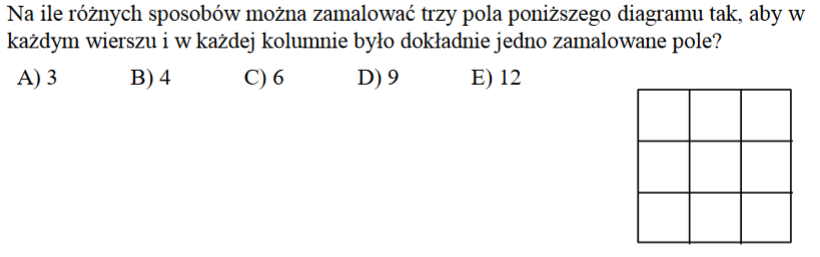 Na ile różnych sposobów można zamalować trzy pola poniższego diagramu tak, aby w
każdym wierszu i w każdej kolumnie było dokładnie jedno zamalowane pole?
A) 3 B) 4 C) 6 D) 9 E) 12